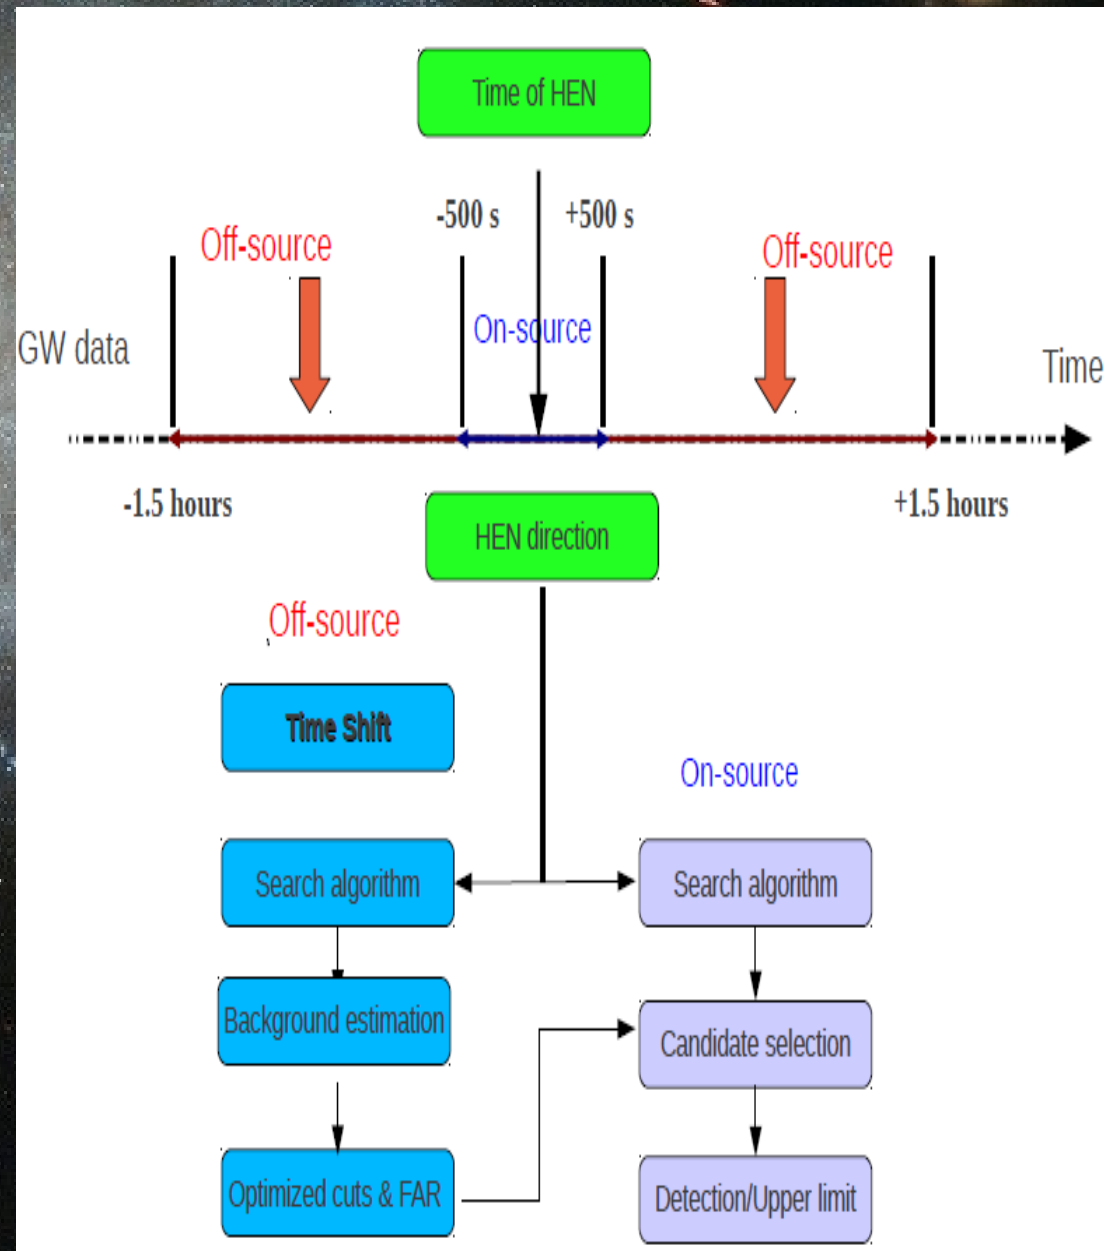 Time of HEN
-500 s
+500 s
Off-source
Off-source
On-source
GW data
Time
-1.5 hours
+1.5 hours
HEN direction
Off-source
Time Shift
On-source
Search algorithm
Search algorithm
Background estimation
Candidate selection
Optimized cuts & FAR
Detection/Upper limit